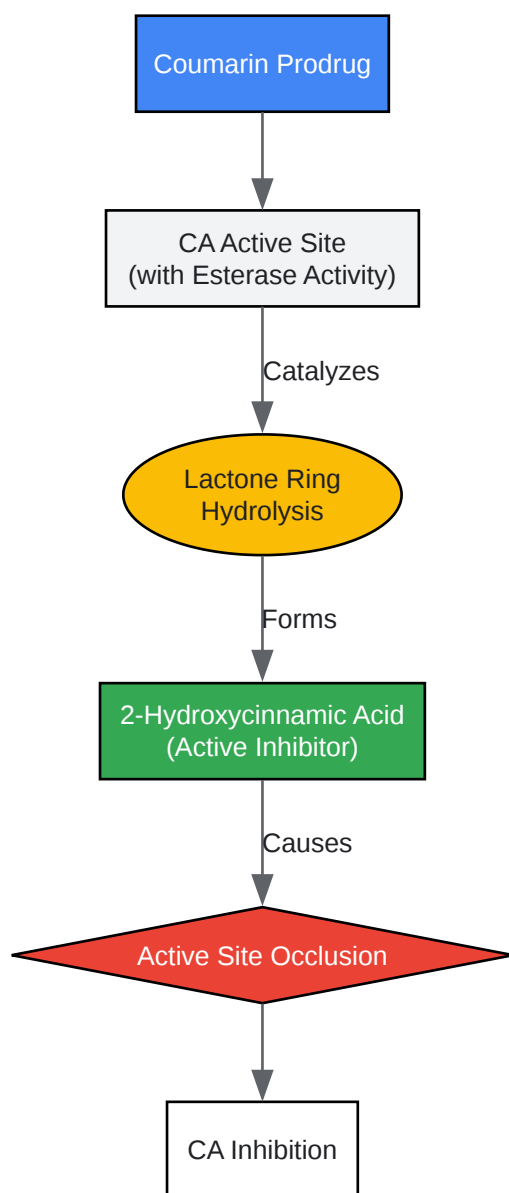 Coumarin Prodrug
CA Active Site
(with Esterase Activity)
Catalyzes
Lactone Ring
Hydrolysis
Forms
2-Hydroxycinnamic Acid
(Active Inhibitor)
Causes
Active Site Occlusion
CA Inhibition